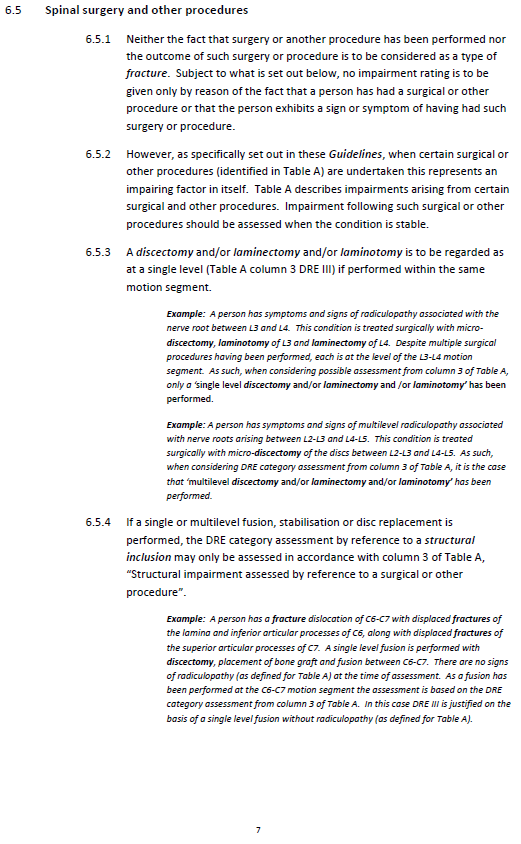 6.5 Spinal surgery and other procedures
6.5.1 Neither the fact that surgery or another procedure has been performed nor
the outcome of such surgery or procedure is to be considered as a type of
fracture. Subject to what is set out below, no impairment rating is to be
given only by reason of the fact that a person has had a surgical or other
procedure or that the person exhibits a sign or symptom of having had such
surgery or procedure.
6.5.2 However, as specifically set out in these Guidelines, when certain surgical or
other procedures (identified in Table A) are undertaken this represents an
impairing factor in itself. Table A describes impairments arising from certain
surgical and other procedures. Impairment following such surgical or other
procedures should be assessed when the condition is stable.
6.5.3 A discectomy and/or laminectomy and/or laminotomy is to be regarded as
at a single level (Table A column 3 DRE III) if performed within the same
motion segment.
Example: A person has symptoms and signs of radiculopathy associated with the
nerve root between L3 and L4. This condition is treated surgically with micro-
discectomy, laminotomy of L3 and laminectomy of L4. Despite multiple surgical
procedures having been performed, each is at the level of the L3-L4 motion
segment. As such, when considering possible assessment from column 3 of Table A,
only a 'single level discectomy and/or laminectomy and /or laminotomy' has been
performed.
Example: A person has symptoms and signs of multilevel radiculopathy associated
with nerve roots arising between L2-L3 and L4-L5. This condition is treated
surgically with micro-discectomy of the discs between L2-L3 and L4-L5. As such,
when considering DRE category assessment from column 3 of Table A, it is the case
that 'multilevel discectomy and/or laminectomy and/or laminotomy' has been
performed.
6.5.4 If a single or multilevel fusion, stabilisation or disc replacement is
performed, the DRE category assessment by reference to a structural
inclusion may only be assessed in accordance with column 3 of Table A,
"Structural impairment assessed by reference to a surgical or other
procedure".
Example: A person has a fracture dislocation of C6-C7 with displaced fractures of
the lamina and inferior articular processes of C6, along with displaced fractures of
the superior articular processes of C7. A single level fusion is performed with
discectomy, placement of bone graft and fusion between C6-C7. There are no signs
of radiculopathy (as defined for Table A) at the time of assessment. As a fusion has
been performed at the C6-C7 motion segment the assessment is based on the DRE
category assessment from column 3 of Table A. In this case DRE III is justified on the
basis of a single level fusion without radiculopathy (as defined for Table A).
7